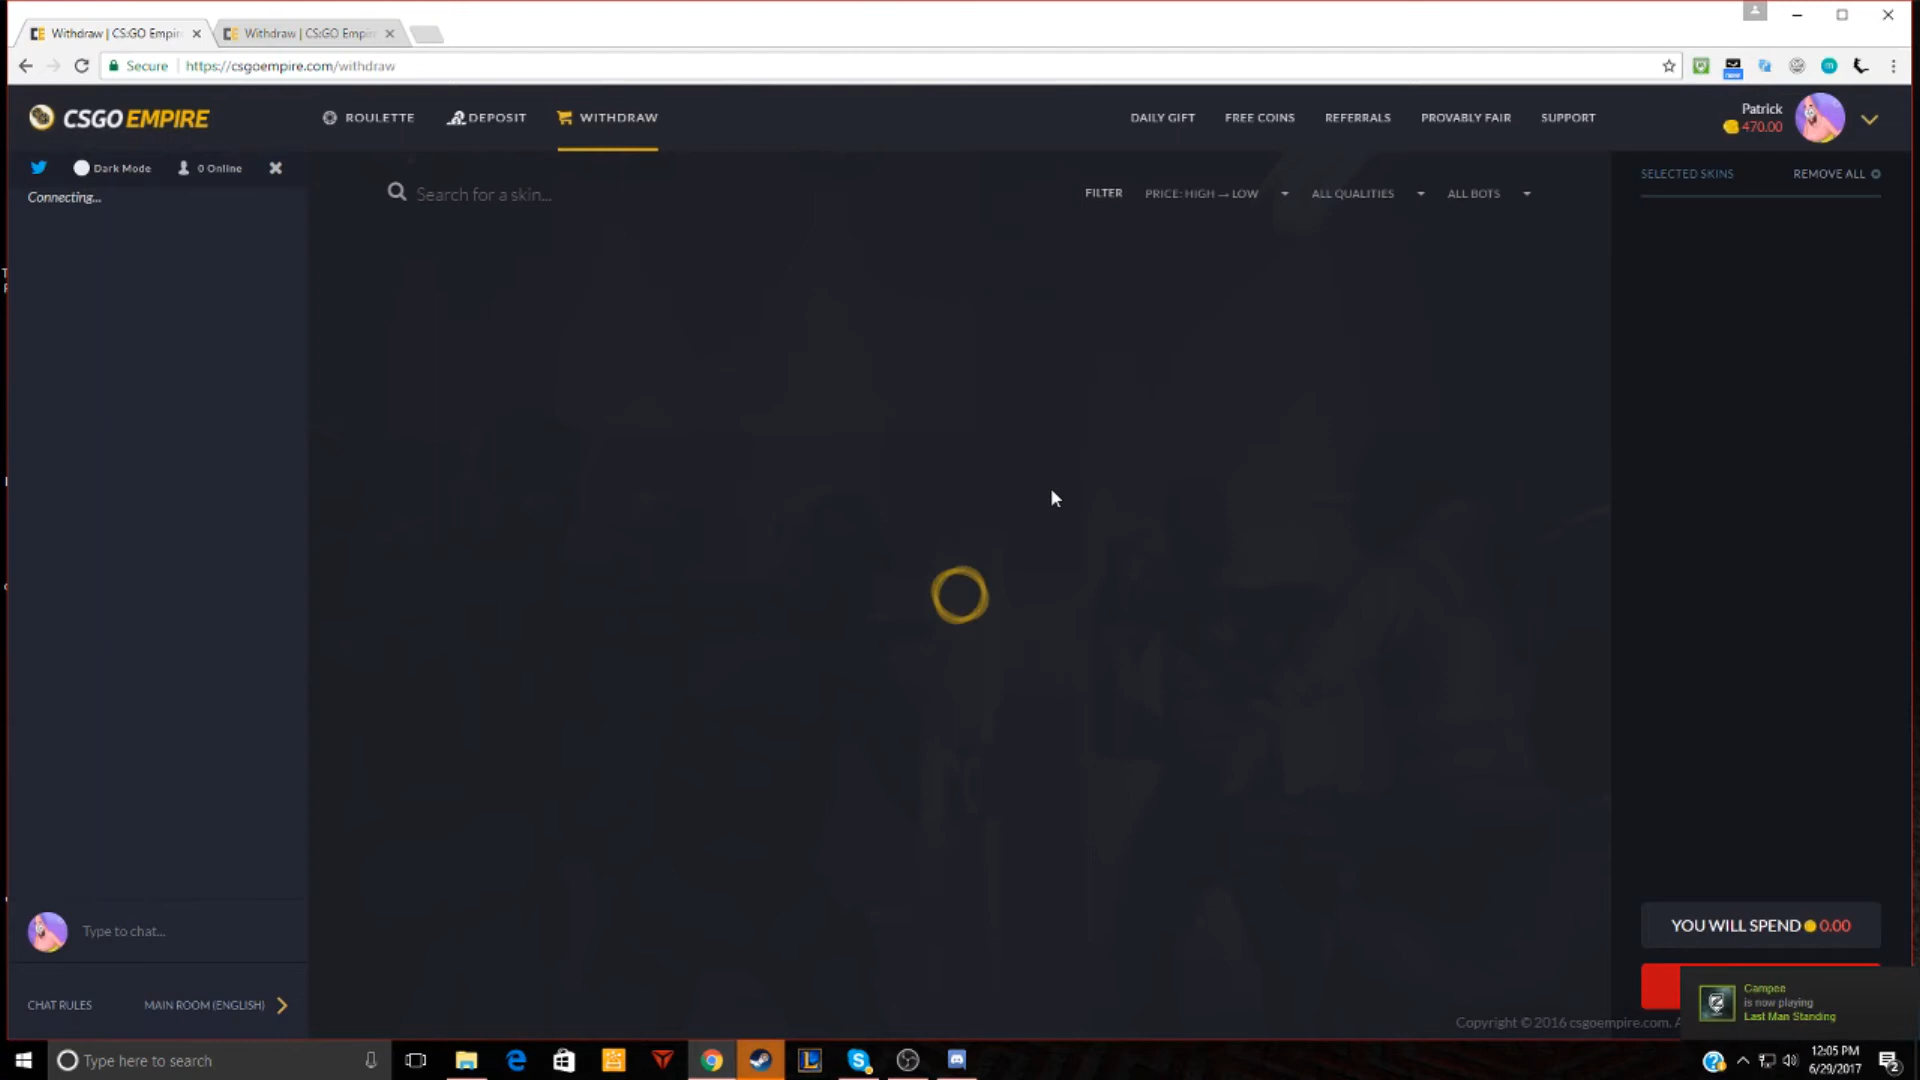 Withdraw | CS:GO Empir
Withdraw | CS:GO Empi
Secure
https://csgoempire.com/withdraw
CSGO EMPIRE
ROULETTE
DEPOSIT
WITHDRAW
DAILY GIFT
FREE COINS
REFERRALS
PROVABLY FAIR
SUPPORT
Patrick
470.00
Dark Mode
0 Online
Connecting...
Search for a skin...
FILTER
PRICE: HIGH → LOW
ALL QUALITIES
ALL BOTS
SELECTED SKINS
REMOVE ALL
YOU WILL SPEND 0.00
Type to chat...
CHAT RULES
MAIN ROOM (ENGLISH)
Campee
is now playing
Last Man Standing
Copyright © 2016 csgoempire.com. A
Type here to search
12:05 PM
6/29/2017